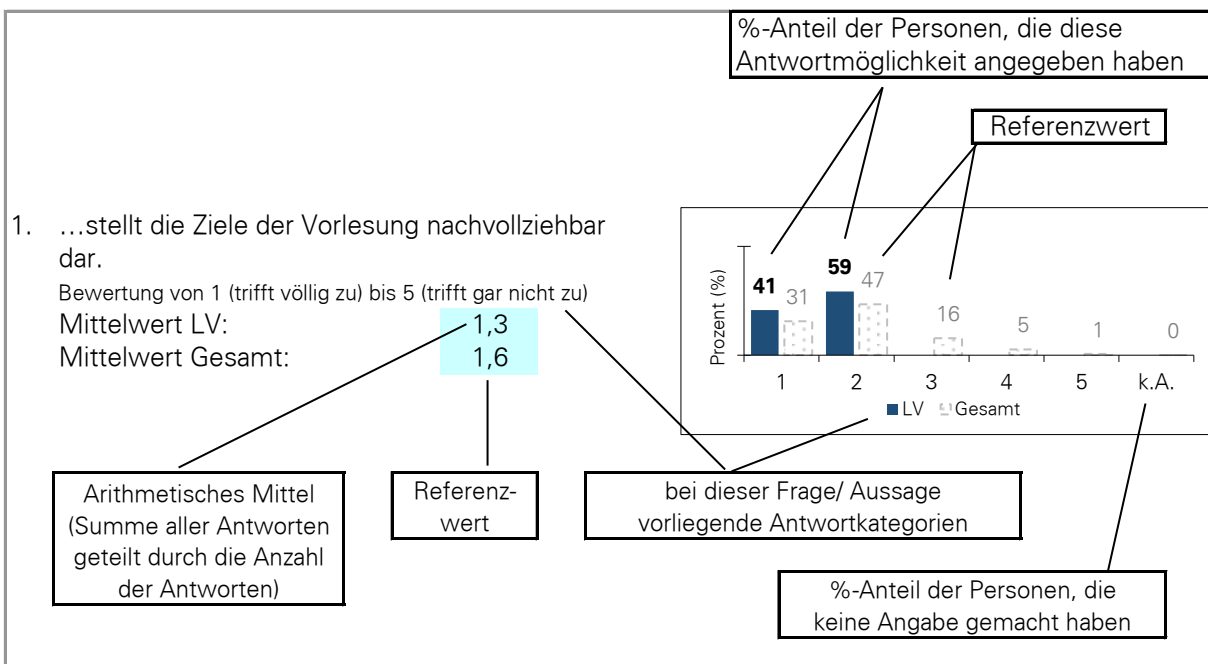 %-Anteil der Personen, die diese
Antwortmöglichkeit angegeben haben
Referenzwert
1. …stellt die Ziele der Vorlesung nachvollziehbar
dar.
Bewertung von 1 (trifft völlig zu) bis 5 (trifft gar nicht zu)
Mittelwert LV: 1,3
Mittelwert Gesamt: 1,6
Prozent (%)
41 31 59 47 16 5 1 0
1 2 3 4 5 k.A.
LV Gesamt
Arithmetisches Mittel
(Summe aller Antworten
geteilt durch die Anzahl
der Antworten)
Referenz-
wert
bei dieser Frage/ Aussage
vorliegende Antwortkategorien
%-Anteil der Personen, die
keine Angabe gemacht haben